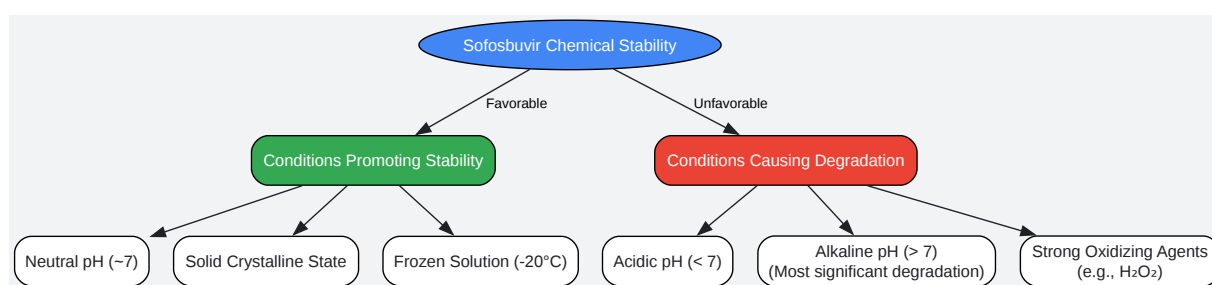 Sofosbuvir Chemical Stability
Favorable
Unfavorable
Conditions Promoting Stability
Conditions Causing Degradation
Neutral pH (~7)
Solid Crystalline State
Frozen Solution (-20°C)
Acidic pH (< 7)
Alkaline pH (> 7)
(Most significant degradation)
Strong Oxidizing Agents
(e.g., H₂O₂)